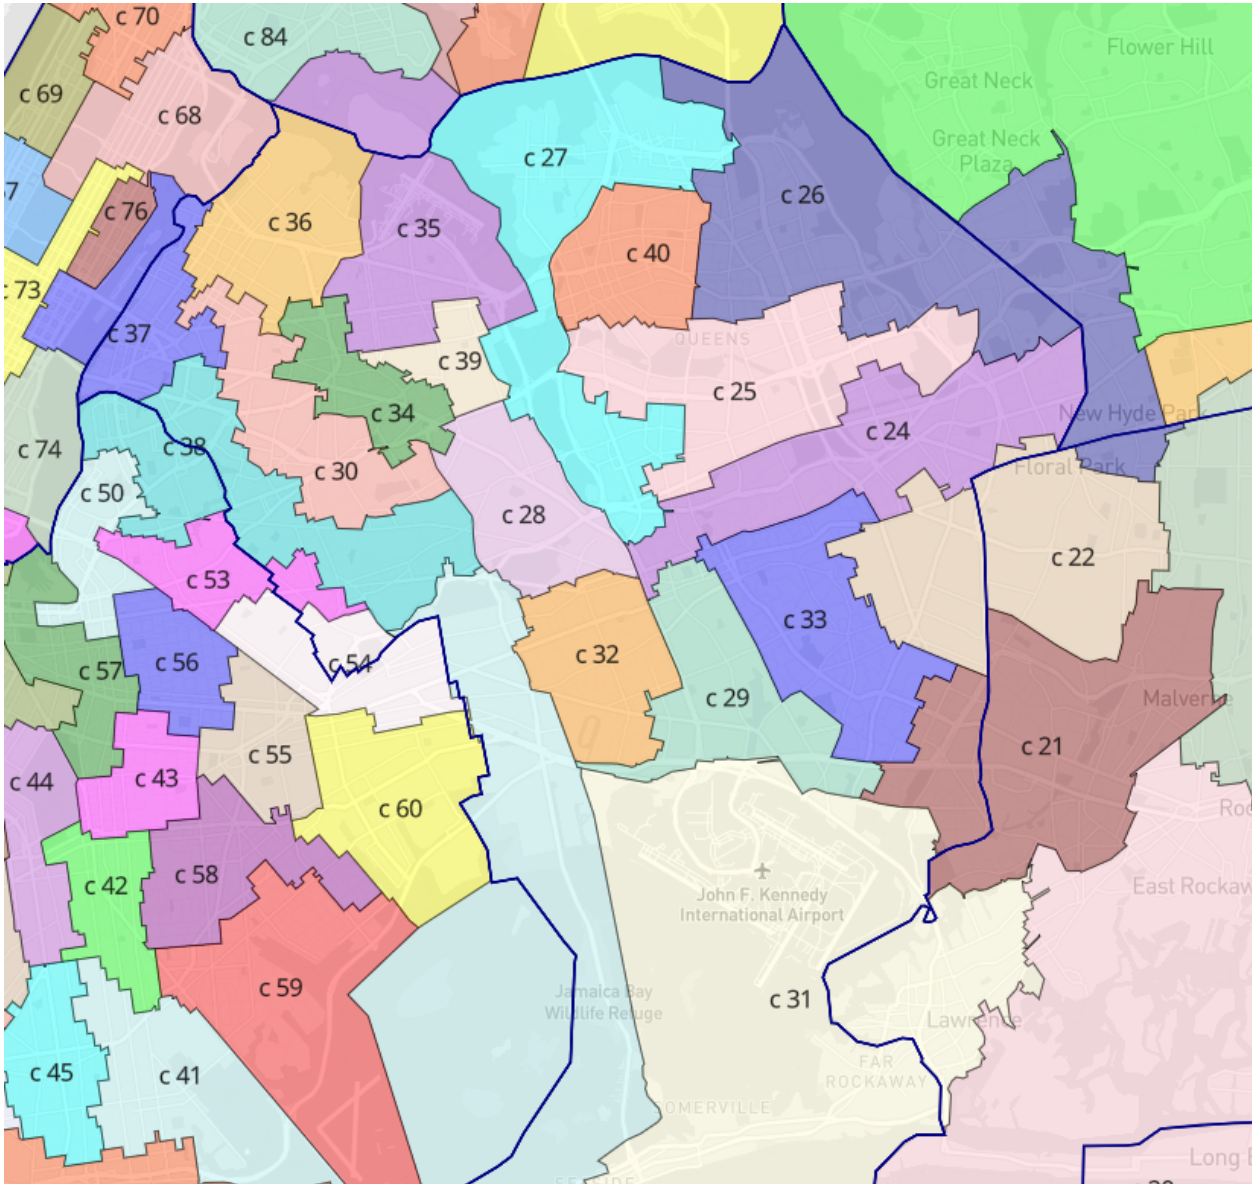 c 70
c 84
Flower Hill
Great Neck
c 69
c 68
Great Neck
Plaza
c 27
c 26
c 76
c 36
c 35
c 40
c 73
c 37
QUEENS
c 39
c 25
c 34
New Hyde Park
c 24
c 74
c 38
c 30
Floral Park
c 50
c 28
c 22
c 53
c 33
c 54
c 32
c 57
c 56
c 29
Malverne
c 21
c 55
c 44
c 43
c 60
John F. Kennedy
International Airport
c 58
c 42
East Rockaw
c 59
Jamaica Bay
Wildlife Refuge
c 31
Lawrence
FAR
ROCKAWAY
c 45
c 41
SOMERVILLE
Long
SEASIDE